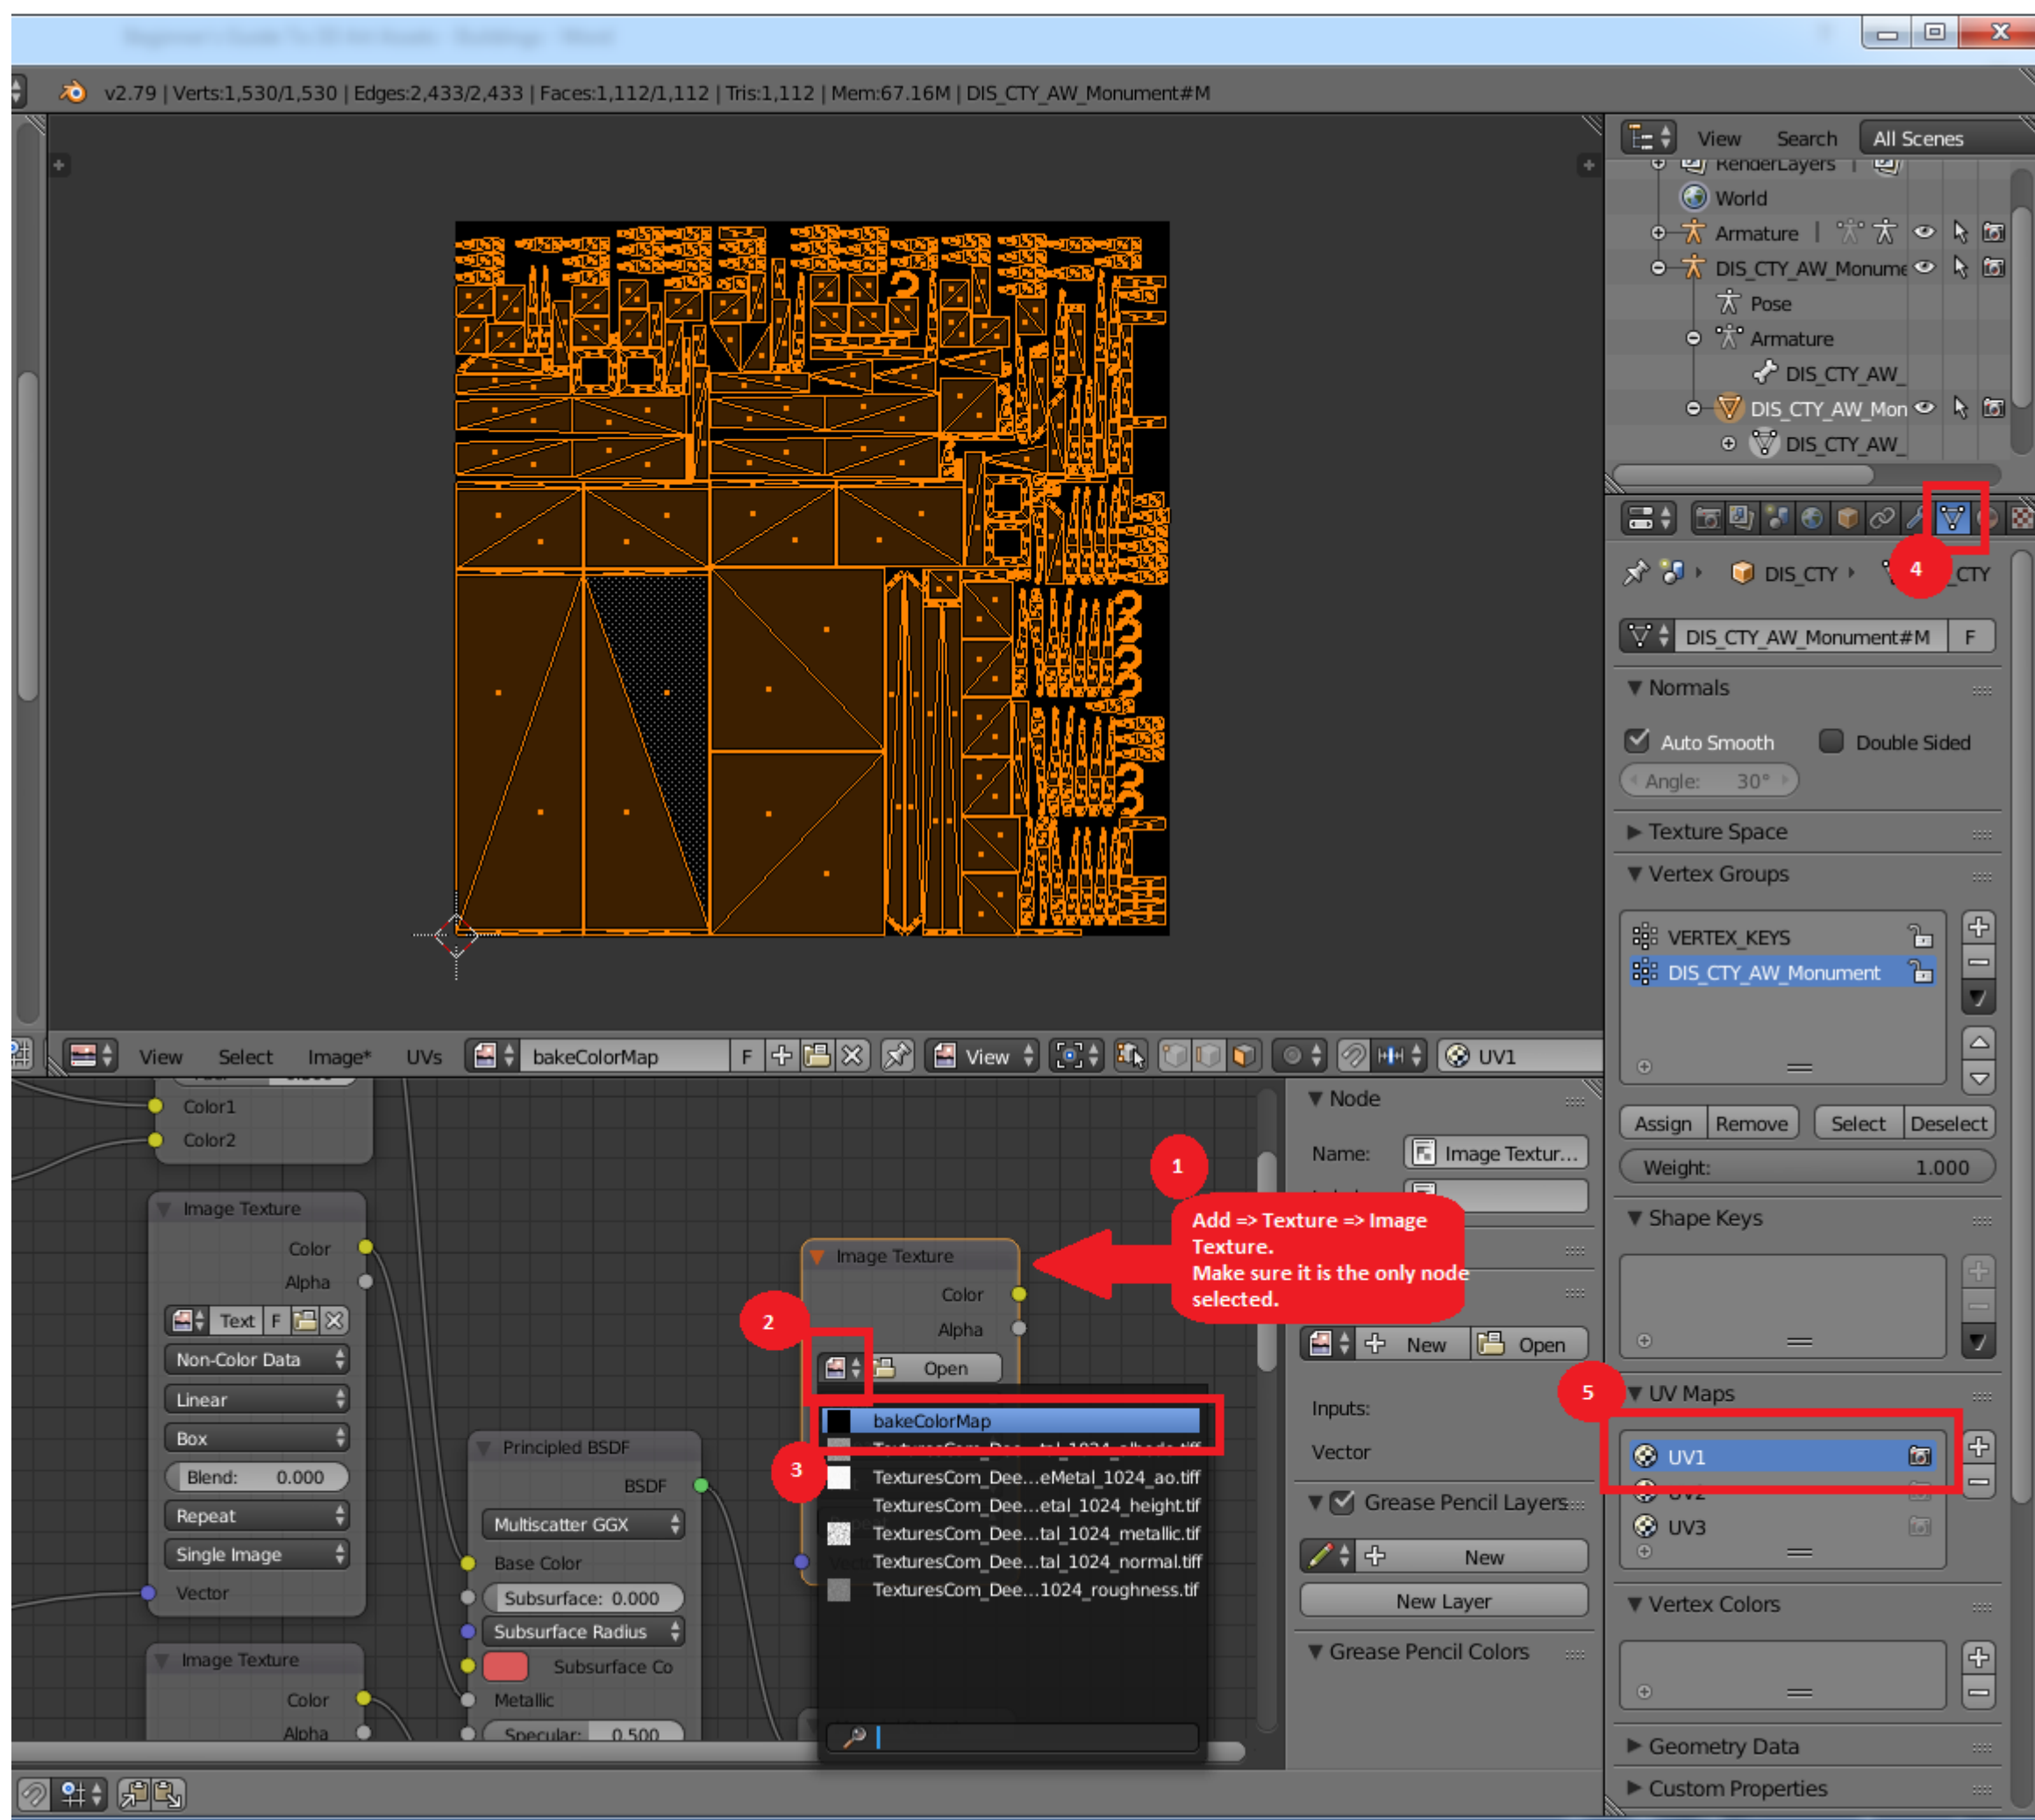 v2.79 | Verts:1,530/1,530 | Edges:2,433/2,433 | Faces:1,112/1,112 | Tris:1,112 | Mem:67.16M | DIS_CTY_AW_Monument#M
View Search All Scenes
RenderLayers |
World
Armature |
DIS_CTY_AW_Monume
Pose
Armature
DIS_CTY_AW_
DIS_CTY_AW_Mon
DIS_CTY_AW_
4
DIS_CTY
CTY
DIS_CTY_AW_Monument#M F
Normals
Auto Smooth Double Sided
Angle: 30°
Texture Space
Vertex Groups
VERTEX_KEYS
DIS_CTY_AW_Monument
Assign Remove Select Deselect
Weight: 1.000
Shape Keys
5
UV Maps
UV1
UV2
UV3
Vertex Colors
Geometry Data
Custom Properties
View Select Image* UVs bakeColorMap F View UV1
Color1
Color2
Image Texture
Color
Alpha
Text F
Non-Color Data
Linear
Box
Blend: 0.000
Repeat
Single Image
Vector
Image Texture
Color
Alpha
Principled BSDF
BSDF
Multiscatter GGX
Base Color
Subsurface: 0.000
Subsurface Radius
Subsurface Co
Metallic
Specular: 0.500
1
Add => Texture => Image
Texture.
Make sure it is the only node
selected.
Image Texture
Color
Alpha
2
Open
bakeColorMap
3
TexturesCom_Dee...eMetal_1024_ao.tiff
TexturesCom_Dee...etal_1024_height.tif
TexturesCom_Dee...tal_1024_metallic.tif
TexturesCom_Dee...tal_1024_normal.tiff
TexturesCom_Dee...1024_roughness.tif
Node
Name: Image Textur...
New Open
Inputs:
Vector
Grease Pencil Layers
New
New Layer
Grease Pencil Colors